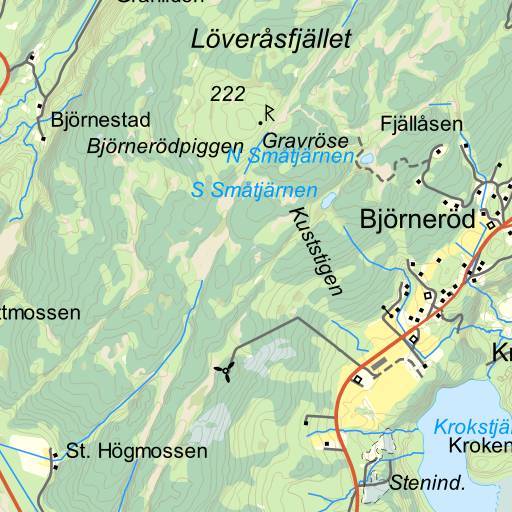 Löveråsfjället
222
Björnestad
Fjällåsen
Björnerödpiggen
Gravröse
N Småtjärnen
S Småtjärnen
Björneröd
Kuststigen
Krokstjä
Kroken
St. Högmossen
Stenind.